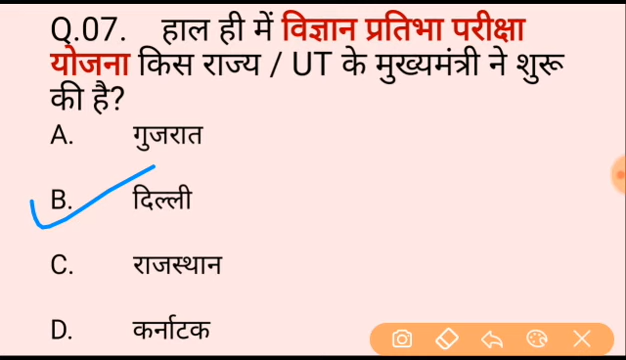 Q.07. हाल ही में विज्ञान प्रतिभा परीक्षा
योजना किस राज्य / UT के मुख्यमंत्री ने शुरू
की है?
A. गुजरात
B. दिल्ली
C. राजस्थान
D. कर्नाटक